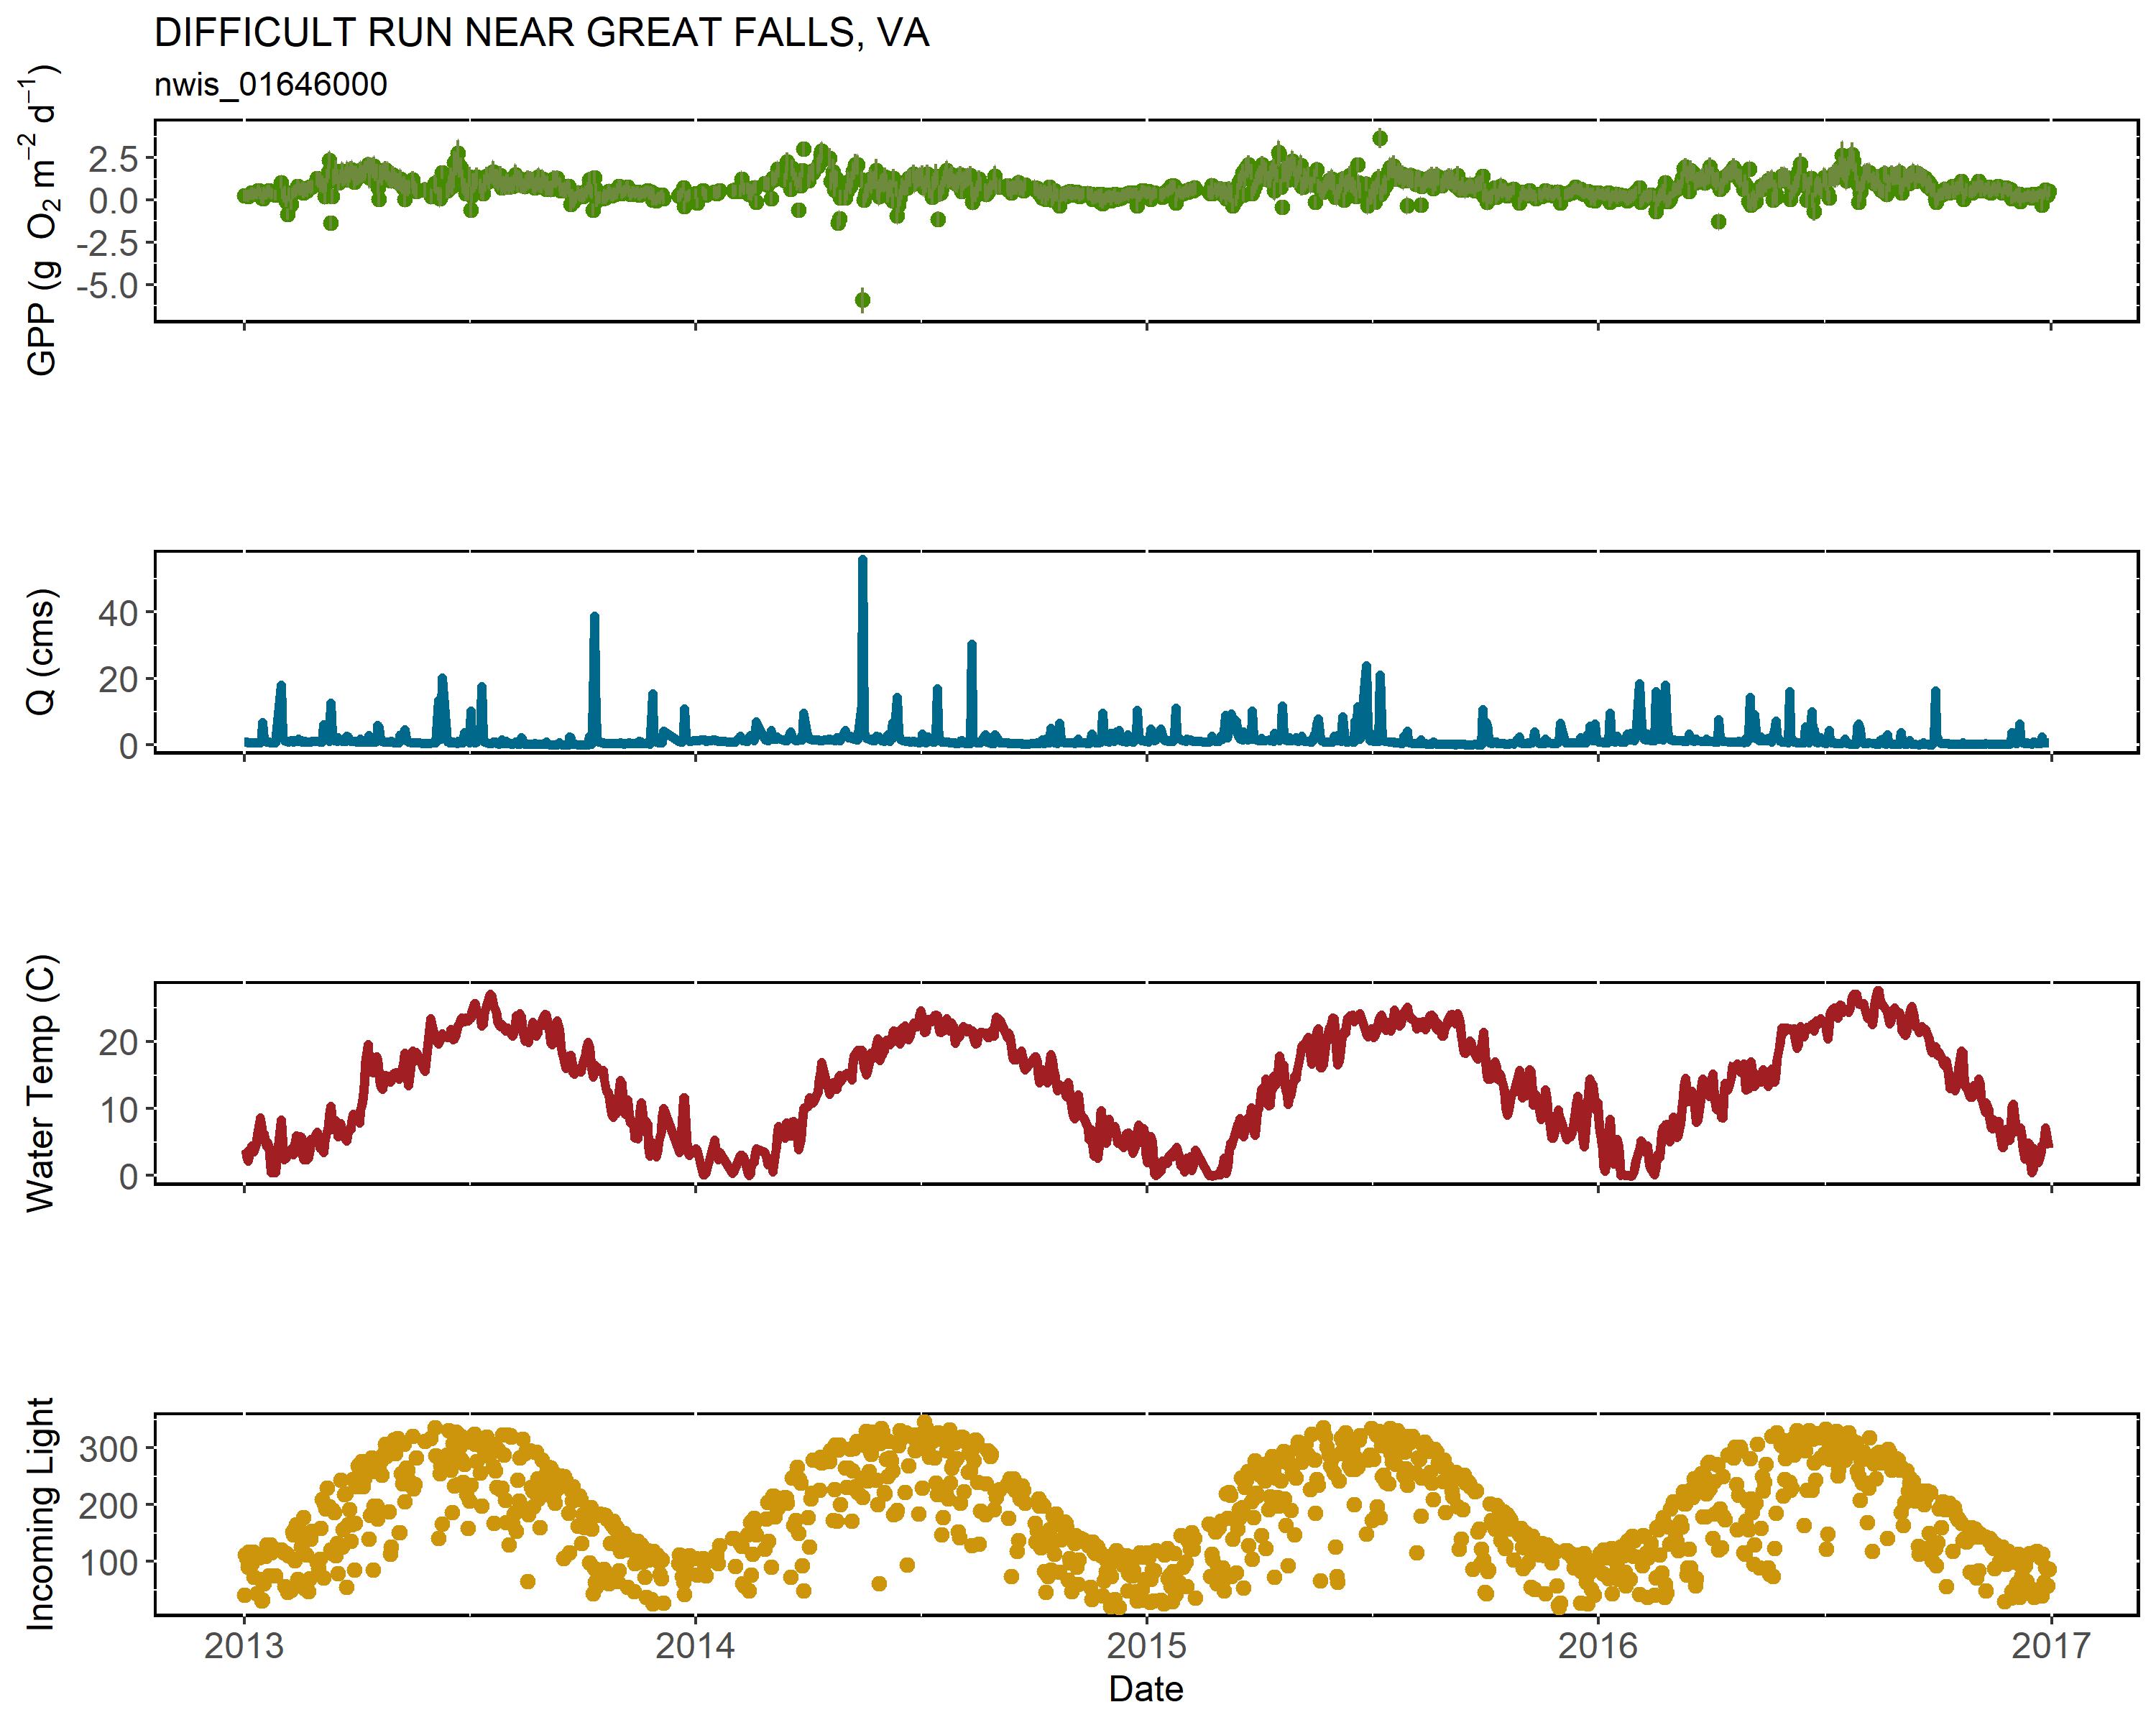 DIFFICULT RUN NEAR GREAT FALLS, VA
nwis_01646000
GPP (g O₂ m⁻² d⁻¹)
2.5
0.0
-2.5
-5.0
Q (cms)
40
20
0
Water Temp (C)
20
10
0
Incoming Light
300
200
100
2013 2014 2015 2016 2017
Date